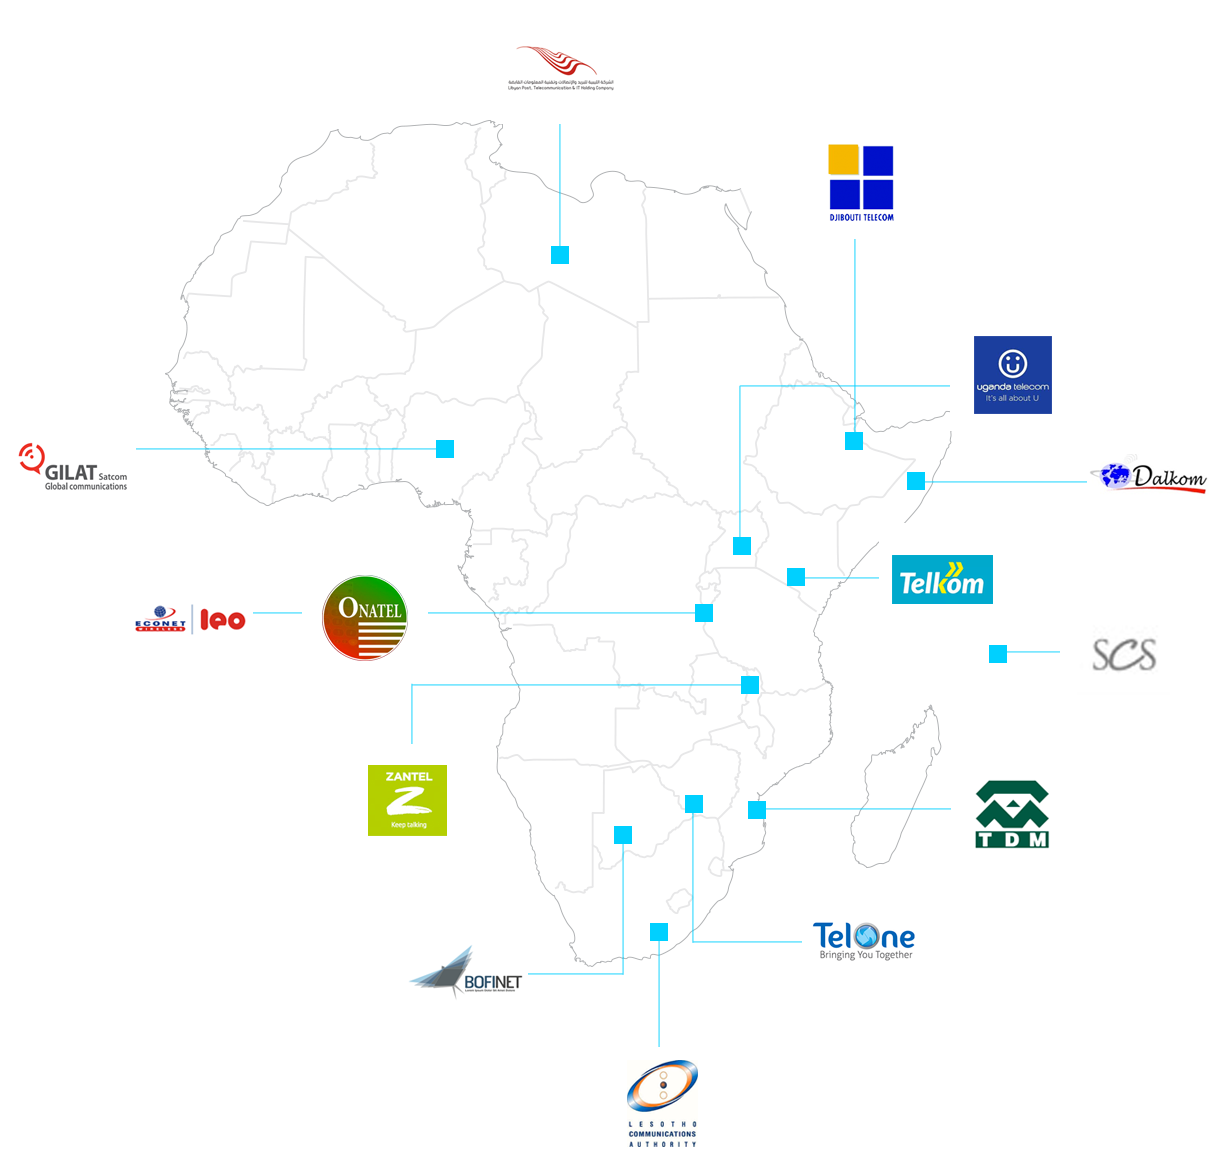 الشركة الليبية للبريد والإتصالات وتقنية المعلومات القابضة
Libyan Post, Telecommunication & IT Holding Company
DJIBOUTI TELECOM
uganda telecom
It's all about U
GILAT Satcom
Global communications
Dalkom
Telkom
ECONET
WIRELESS
leo
ONATEL
SCS
ZANTEL
Z
Keep talking
TDM
TelOne
Bringing You Together
BOFINET
LESOTHO
COMMUNICATIONS
AUTHORITY